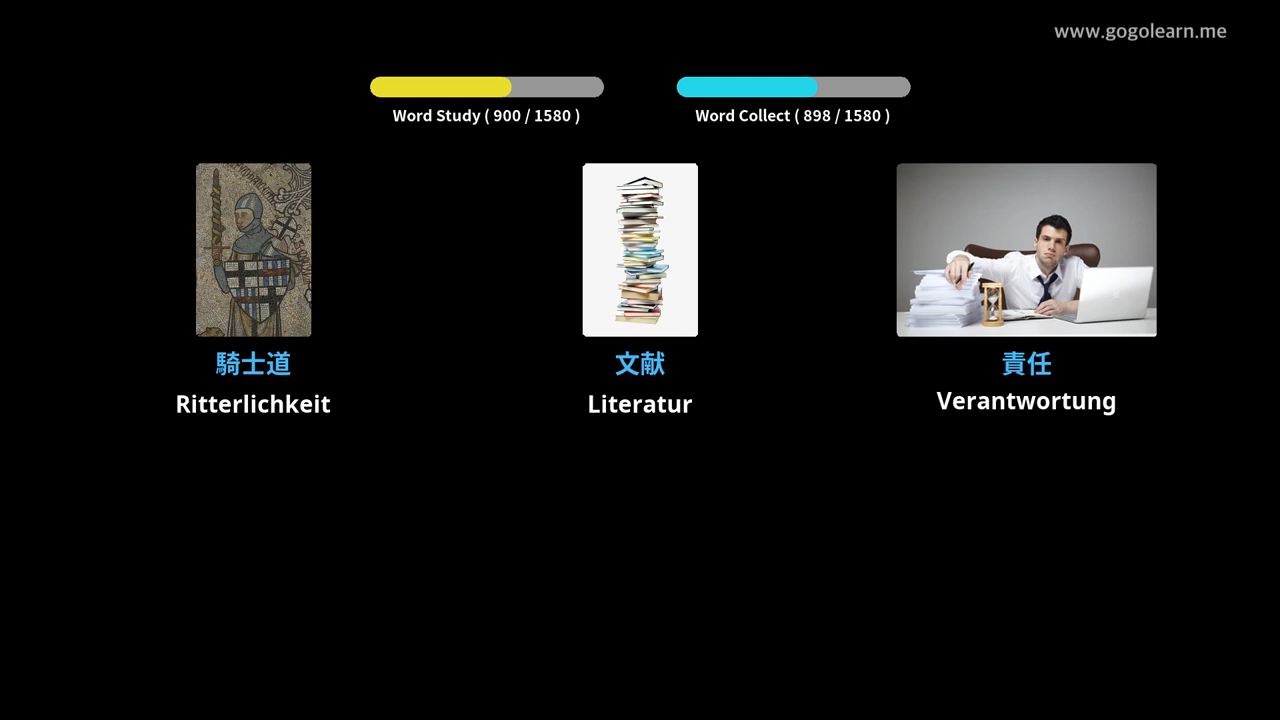 www.gogolearn.me
Word Study ( 900 / 1580 )
Word Collect ( 898 / 1580 )
騎士道
文献
責任
Ritterlichkeit
Literatur
Verantwortung